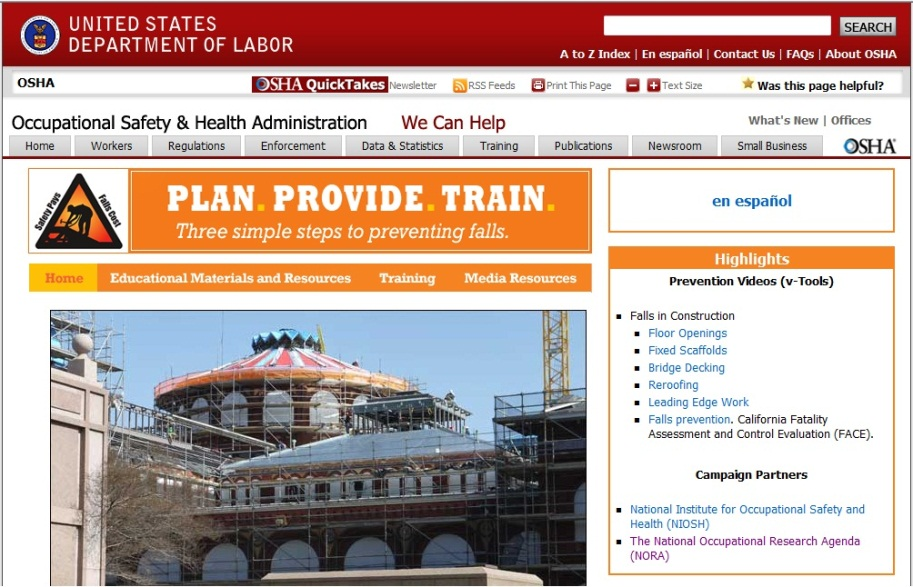 UNITED STATES
DEPARTMENT OF LABOR
SEARCH
A to Z Index | En español | Contact Us | FAQs | About OSHA
OSHA
OSHA QuickTakes Newsletter RSS Feeds Print This Page Text Size
Was this page helpful?
Occupational Safety & Health Administration We Can Help
What's New | Offices
Home Workers Regulations Enforcement Data & Statistics Training Publications Newsroom Small Business OSHA
Safety Pays Falls Cost
PLAN. PROVIDE. TRAIN.
Three simple steps to preventing falls.
Home Educational Materials and Resources Training Media Resources
en español
Highlights
Prevention Videos (v-Tools)
Falls in Construction
Floor Openings
Fixed Scaffolds
Bridge Decking
Reroofing
Leading Edge Work
Falls prevention. California Fatality
Assessment and Control Evaluation (FACE).
Campaign Partners
National Institute for Occupational Safety and
Health (NIOSH)
The National Occupational Research Agenda
(NORA)